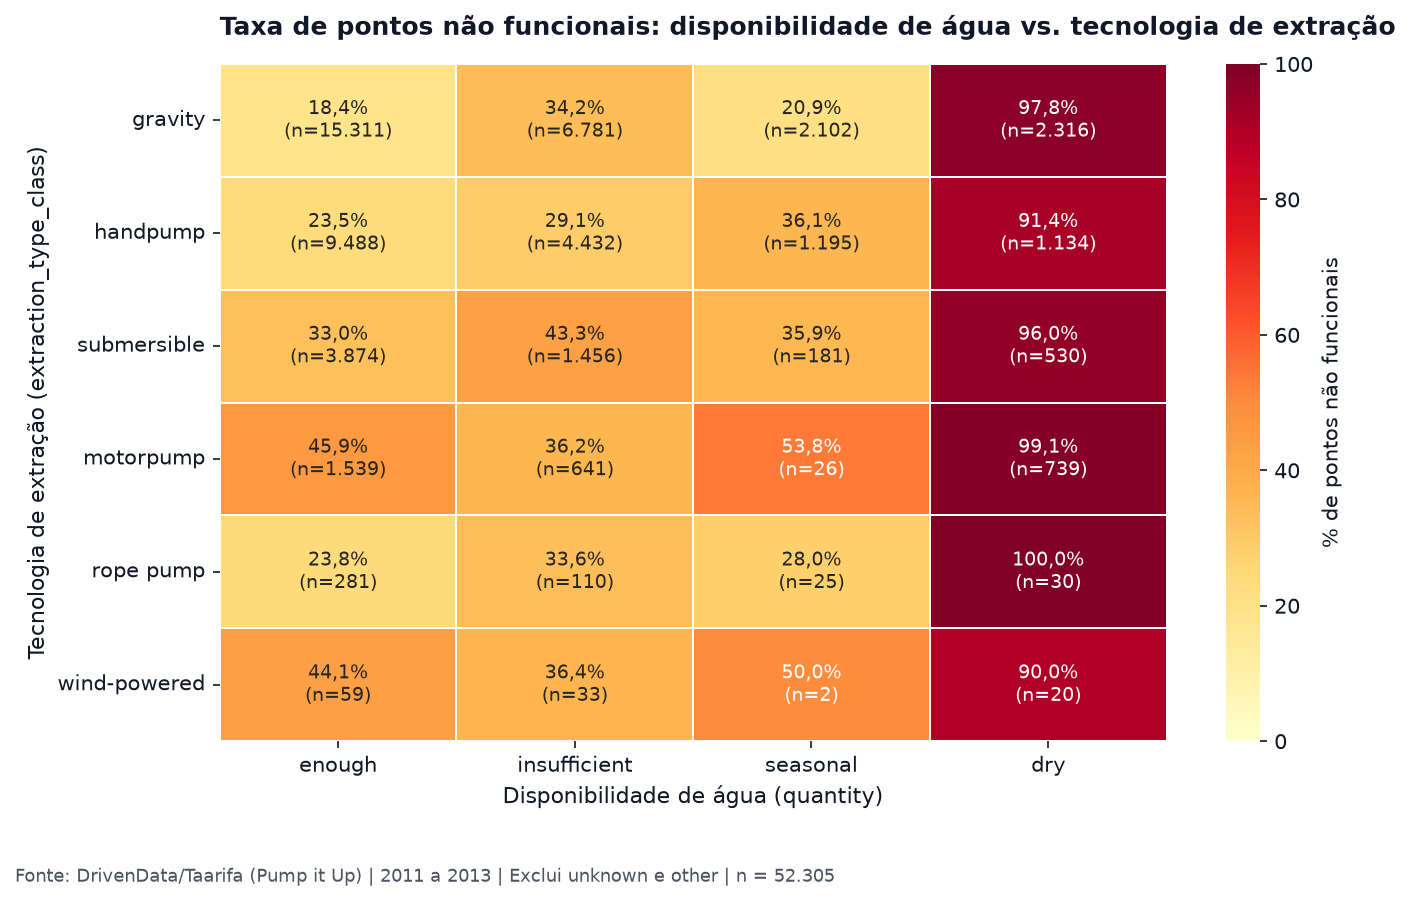 Taxa de pontos não funcionais: disponibilidade de água vs. tecnologia de extração
Tecnologia de extração (extraction_type_class)
gravity
18,4%
(n=15.311)
34,2%
(n=6.781)
20,9%
(n=2.102)
97,8%
(n=2.316)
handpump
23,5%
(n=9.488)
29,1%
(n=4.432)
36,1%
(n=1.195)
91,4%
(n=1.134)
submersible
33,0%
(n=3.874)
43,3%
(n=1.456)
35,9%
(n=181)
96,0%
(n=530)
motorpump
45,9%
(n=1.539)
36,2%
(n=641)
53,8%
(n=26)
99,1%
(n=739)
rope pump
23,8%
(n=281)
33,6%
(n=110)
28,0%
(n=25)
100,0%
(n=30)
wind-powered
44,1%
(n=59)
36,4%
(n=33)
50,0%
(n=2)
90,0%
(n=20)
enough
insufficient
seasonal
dry
Disponibilidade de água (quantity)
100
80
60
40
20
0
% de pontos não funcionais
Fonte: DrivenData/Taarifa (Pump it Up) | 2011 a 2013 | Exclui unknown e other | n = 52.305